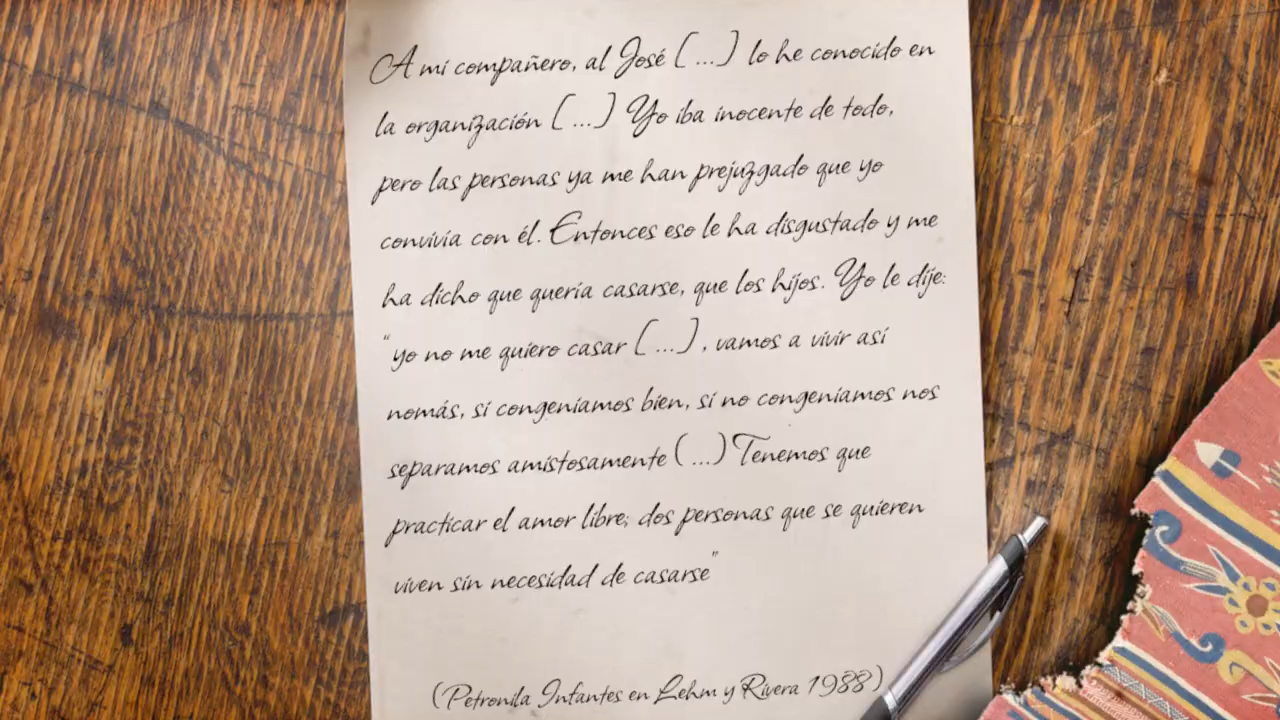 A mi compañero, al José (...) lo he conocido en
la organización (...) Yo iba inocente de todo,
pero las personas ya me han prejuzgado que yo
convivía con él. Entonces eso le ha disgustado y me
ha dicho que quería casarse, que los hijos. Yo le dije:
"yo no me quiero casar (...), vamos a vivir así
nomás, si congeniamos bien, si no congeniamos nos
separamos amistosamente (...) Tenemos que
practicar el amor libre; dos personas que se quieren
viven sin necesidad de casarse"
(Petronila Infantes en Lehm y Rivera 1988)